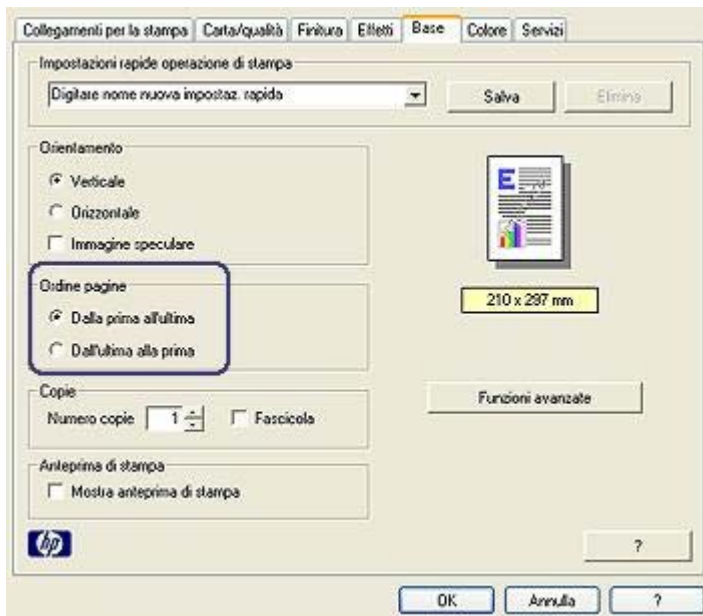 Collegamenti per la stampa Carta/qualità Finitura Effetti Base Colore Servizi
Impostazioni rapide operazione di stampa
Digitare nome nuova impostaz. rapida Salva Elimina
Orientamento
Verticale
Orizzontale
Immagine speculare
E
Ordine pagine
210 x 297 mm
Dalla prima all'ultima
Dall'ultima alla prima
Copie
Numero copie 1 Fascicola
Funzioni avanzate
Anteprima di stampa
Mostra anteprima di stampa
hp ?
OK Annulla ?